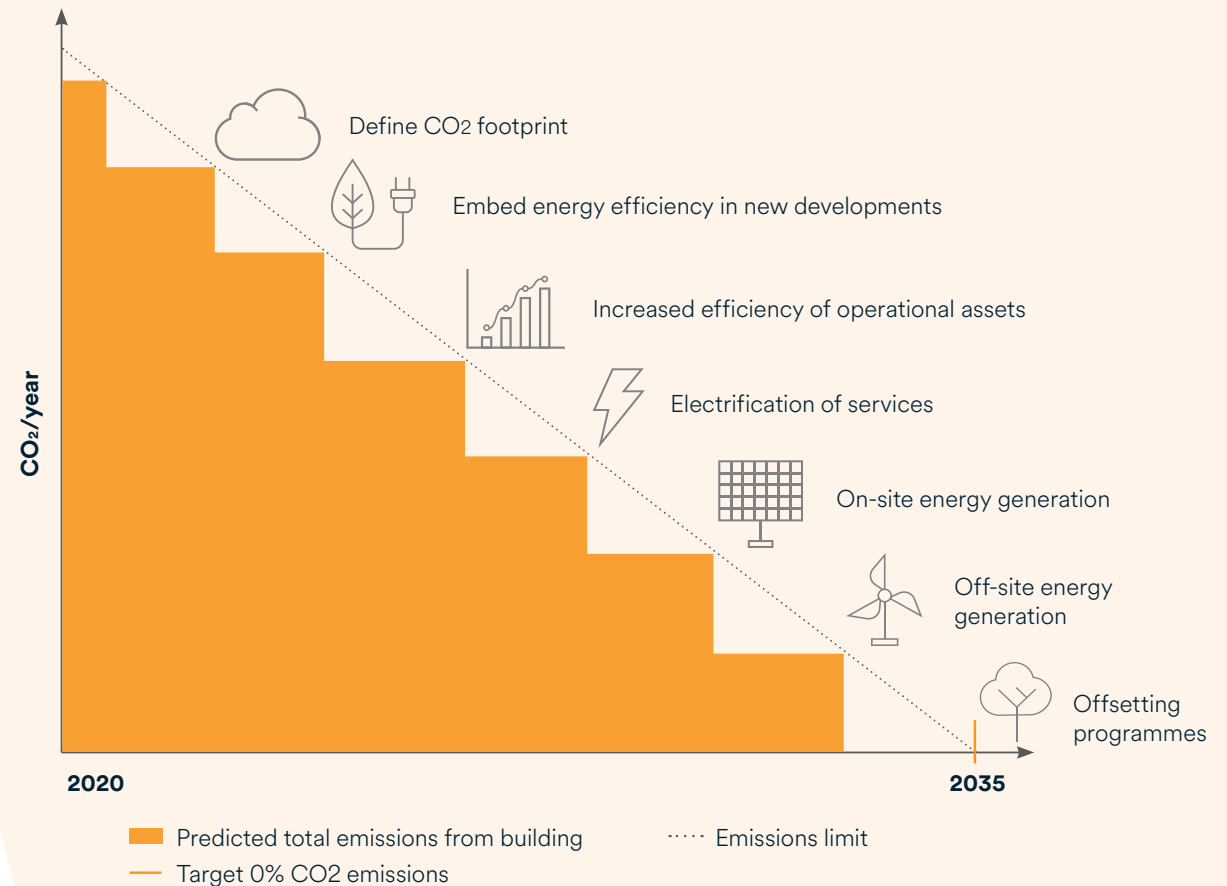 Define CO2 footprint
Embed energy efficiency in new developments
Increased efficiency of operational assets
Electrification of services
On-site energy generation
Off-site energy
generation
Offsetting
programmes
CO2/year
2020
2035
Predicted total emissions from building
Emissions limit
Target 0% CO2 emissions